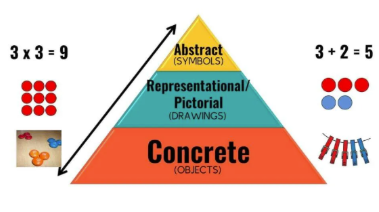 3 x 3 = 9
Abstract
(SYMBOLS)
3 + 2 = 5
Representational/
Pictorial
(DRAWINGS)
Concrete
(OBJECTS)